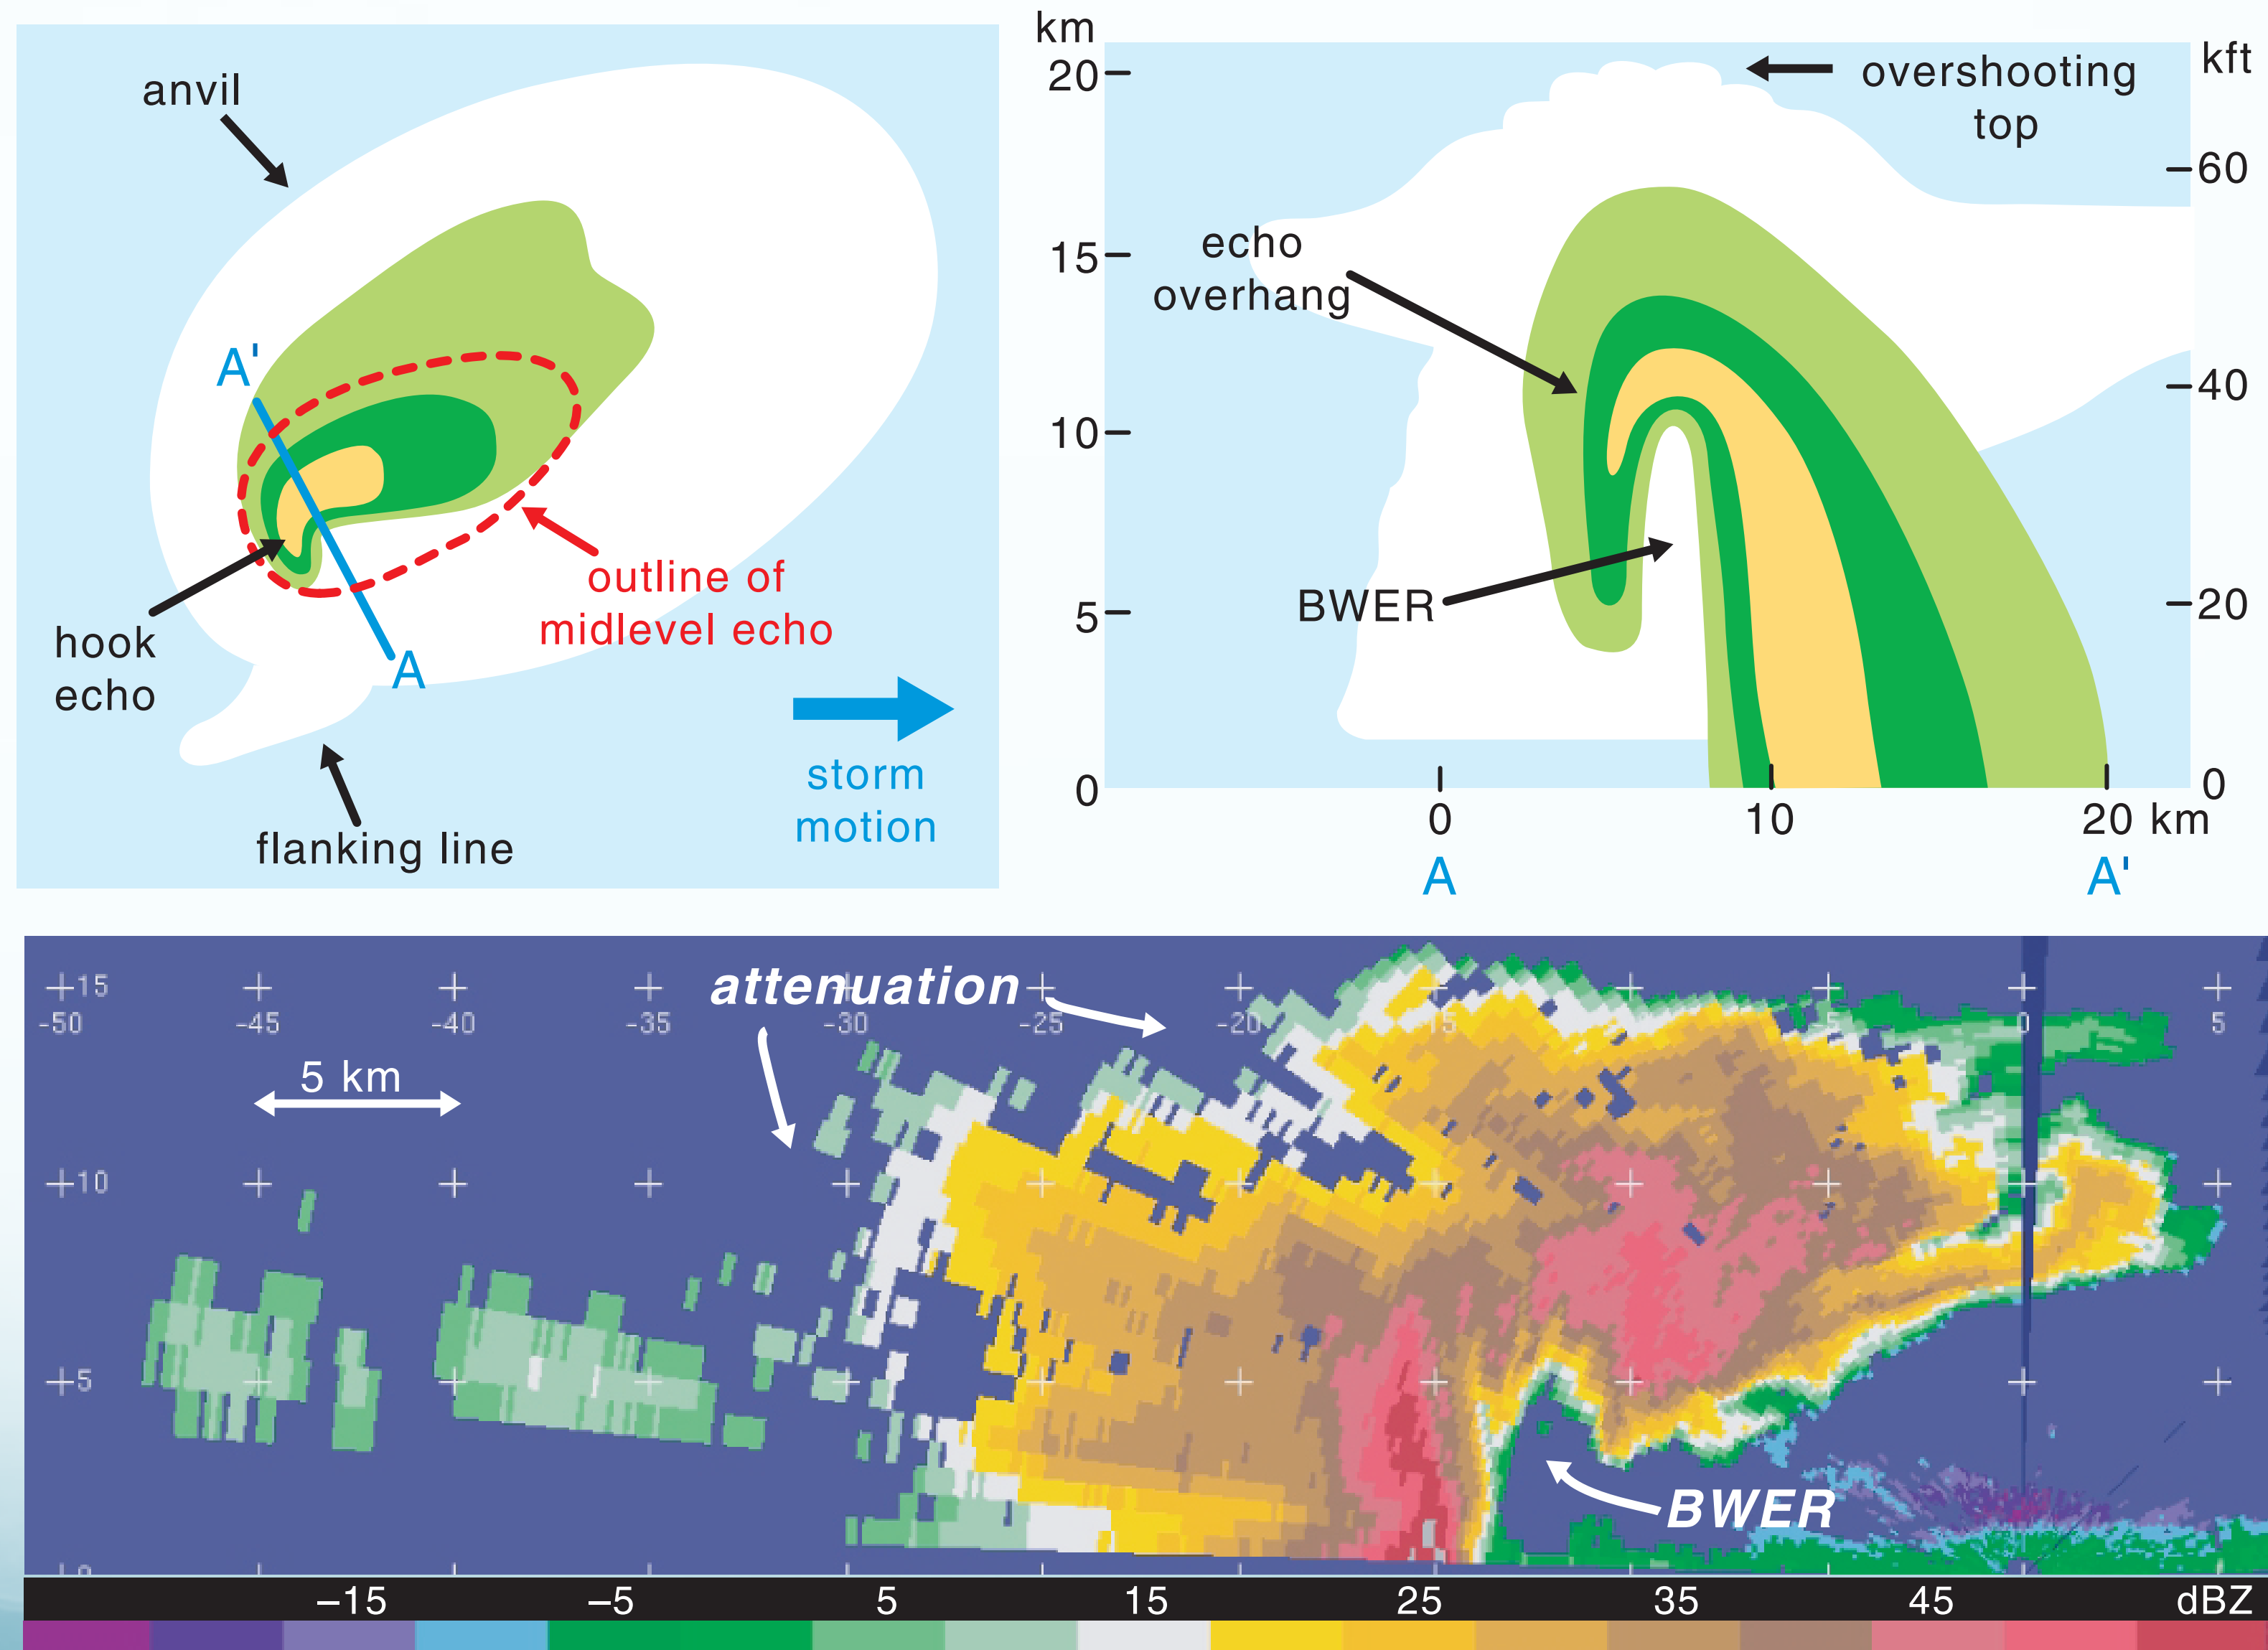 anvil
A'
hook
echo
A
outline of
midlevel echo
storm
motion
flanking line
km
20
15
10
5
0
echo
overhang
BWER
overshooting
top
kft
60
40
20
0
0
10
20 km
A
A'
attenuation
15
-50
-45
-40
-35
-30
-25
-20
0
5
5 km
10
5
BWER
−15
−5
5
15
25
35
45
dBZ